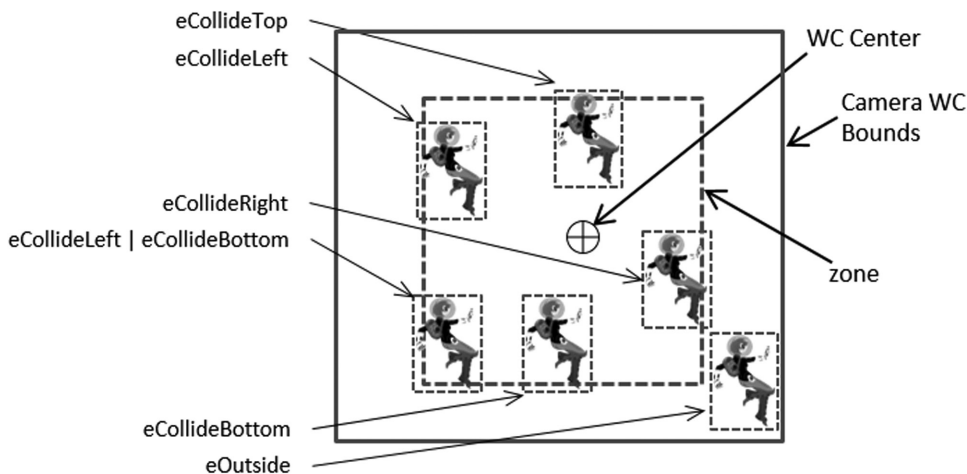 eCollideTop
eCollideLeft
WC Center
Camera WC
Bounds
eCollideRight
eCollideLeft | eCollideBottom
zone
eCollideBottom
eOutside